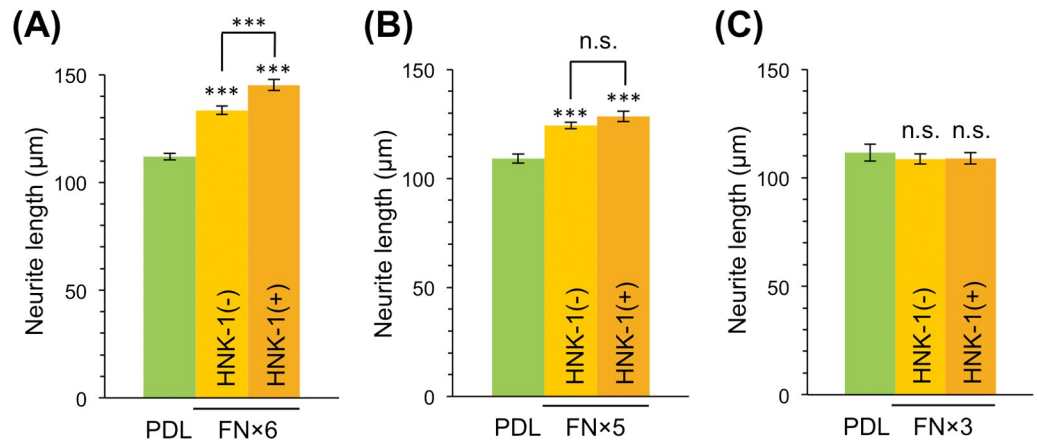 (A)
***
*** ***
Neurite length (µm)
150
100
50
0
HNK-1(-)
HNK-1(+)
PDL FN×6
(B)
n.s.
*** ***
Neurite length (µm)
150
100
50
0
HNK-1(-)
HNK-1(+)
PDL FN×5
(C)
n.s. n.s.
Neurite length (µm)
150
100
50
0
HNK-1(-)
HNK-1(+)
PDL FN×3